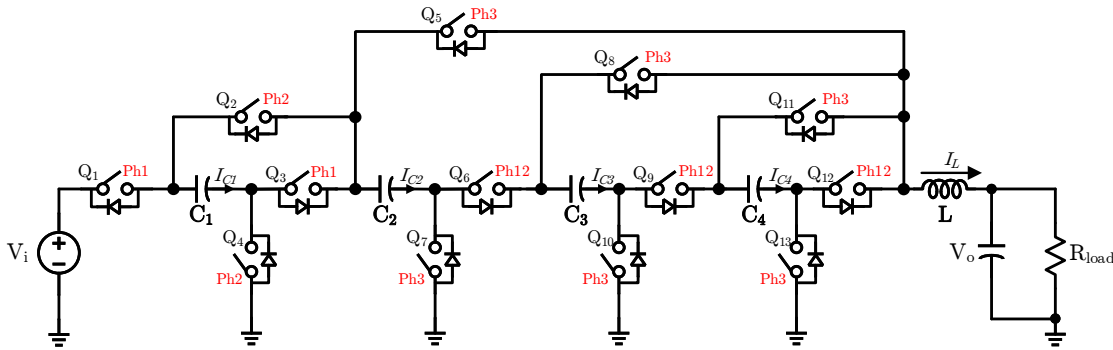 Q5 Ph3
Q8 Ph3
Q2 Ph2
Q11 Ph3
Q1 Ph1
IC1
Q3 Ph1
IC2
Q6 Ph12
IC3
Q9 Ph12
IC4
Q12 Ph12
IL
C1
C2
C3
C4
L
Vi
Q4
Ph2
Q7
Ph3
Q10
Ph3
Q13
Ph3
Vo
Rload